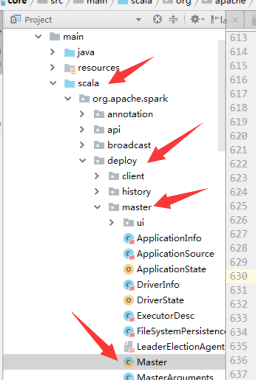 core src main scala org apache
Project
main
java
resources
scala
org.apache.spark
annotation
api
broadcast
deploy
client
history
master
ui
ApplicationInfo
ApplicationSource
ApplicationState
DriverInfo
DriverState
ExecutorDesc
FileSystemPersistence
LeaderElectionAgent
Master
MasterArguments
613
614
615
616
617
618
619
620
621
622
623
624
625
626
627
628
629
630
631
632
633
634
635
636
637